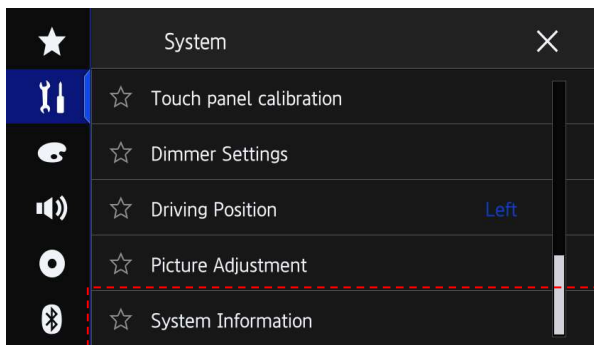 System
Touch panel calibration
Dimmer Settings
Driving Position Left
Picture Adjustment
System Information